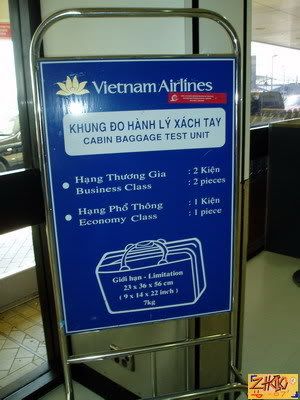 Vietnam Airlines
KHUNG ĐO HÀNH LÝ XÁCH TAY
CABIN BAGGAGE TEST UNIT
• Hạng Thương Gia : 2 Kiện
Business Class : 2 pieces
• Hạng Phổ Thông : 1 Kiện
Economy Class : 1 piece
Giới hạn - Limitation
23 x 36 x 56 cm
( 9 x 14 x 22 inch )
7kg